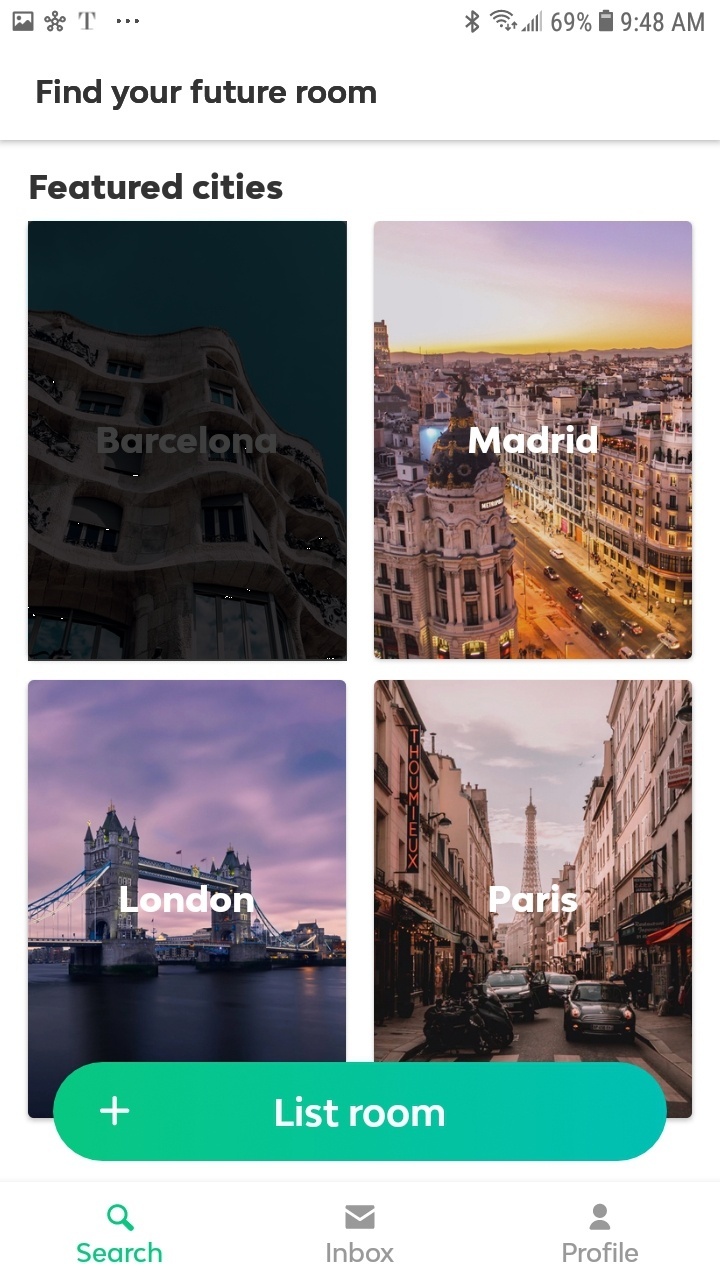 T ... 69% 9:48 AM
Find your future room
Featured cities
Barcelona
Madrid
METROPOLIS
London
THOUMIEUX
Paris
+ List room
Search Inbox Profile